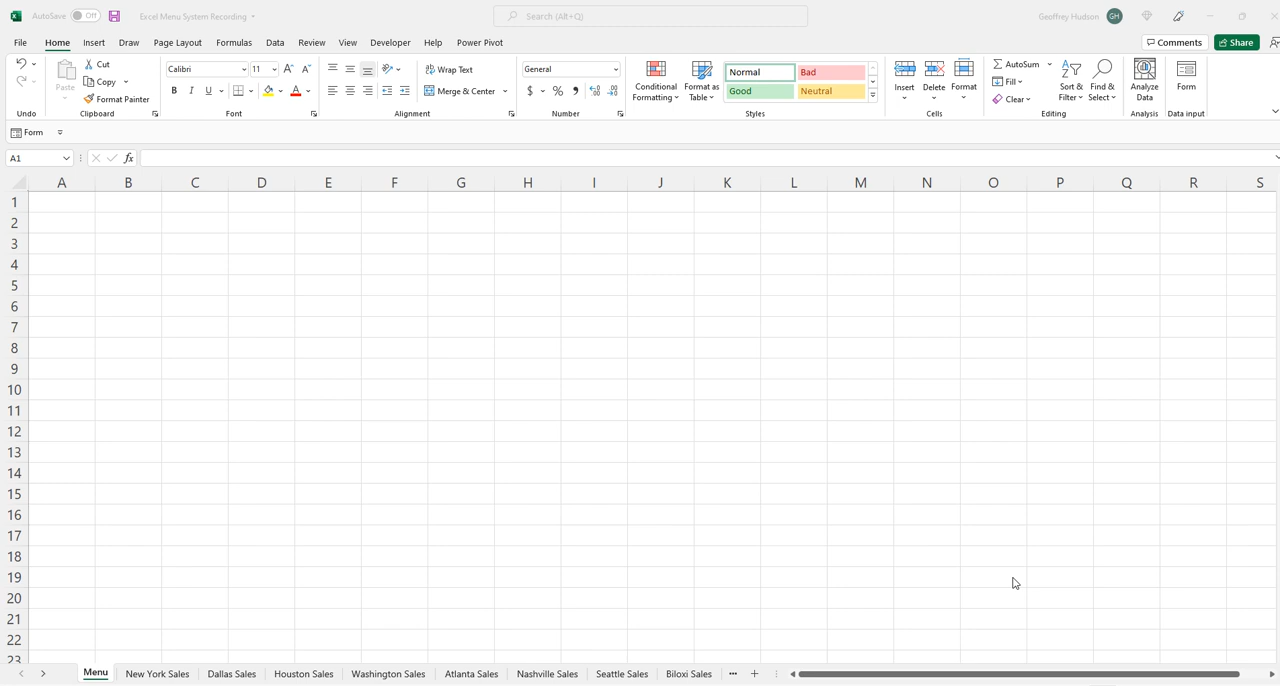 AutoSave Off Excel Menu System Recording Search (Alt+Q) Geoffrey Hudson GH
File Home Insert Draw Page Layout Formulas Data Review View Developer Help Power Pivot Comments Share
Cut Calibri 11 Wrap Text General Normal Bad AutoSum
Paste Copy B I U A Merge & Center $ % Conditional Formatting Format as Table Good Neutral Insert Delete Format Fill Sort & Filter Find & Select Analyze Data Form
Format Painter Clear
Undo Clipboard Font Alignment Number Styles Cells Editing Analysis Data input
Form
A1 fx
A B C D E F G H I J K L M N O P Q R S
1
2
3
4
5
6
7
8
9
10
11
12
13
14
15
16
17
18
19
20
21
22
23
Menu New York Sales Dallas Sales Houston Sales Washington Sales Atlanta Sales Nashville Sales Seattle Sales Biloxi Sales ... +